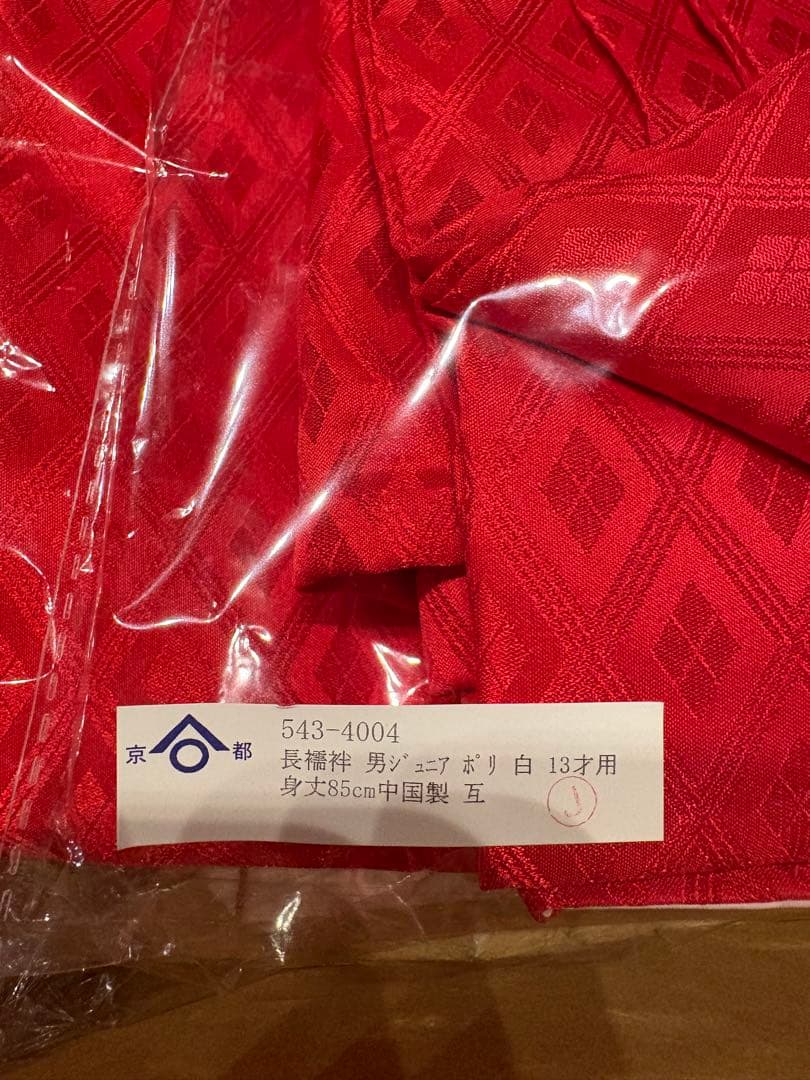 京 都
543-4004
長襦袢 男ｼﾞｭﾆｱ ポリ 白 13才用
身丈85cm中国製 互
J